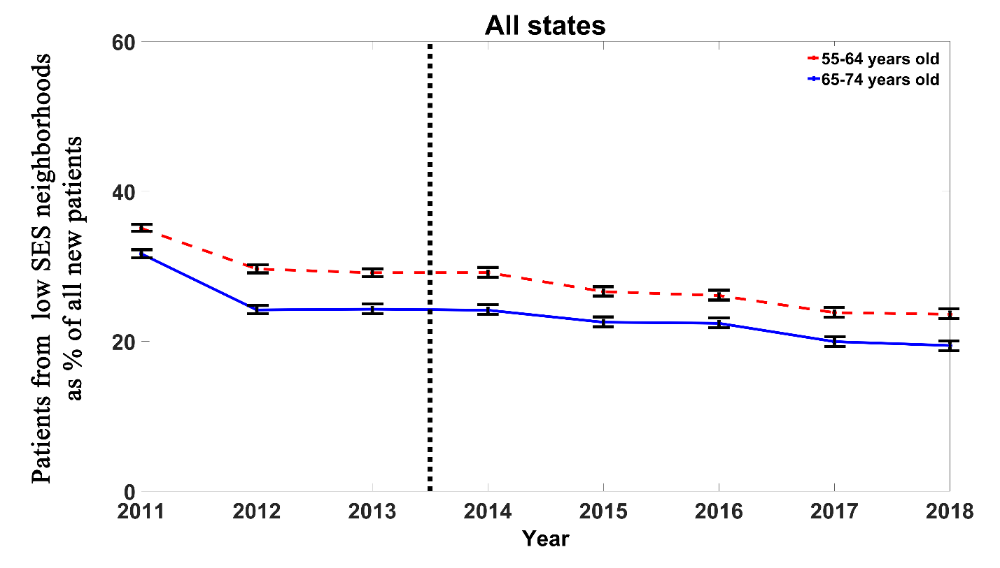 All states
Patients from low SES neighborhoods
as % of all new patients
60
40
20
0
55-64 years old
65-74 years old
2011 2012 2013 2014 2015 2016 2017 2018
Year